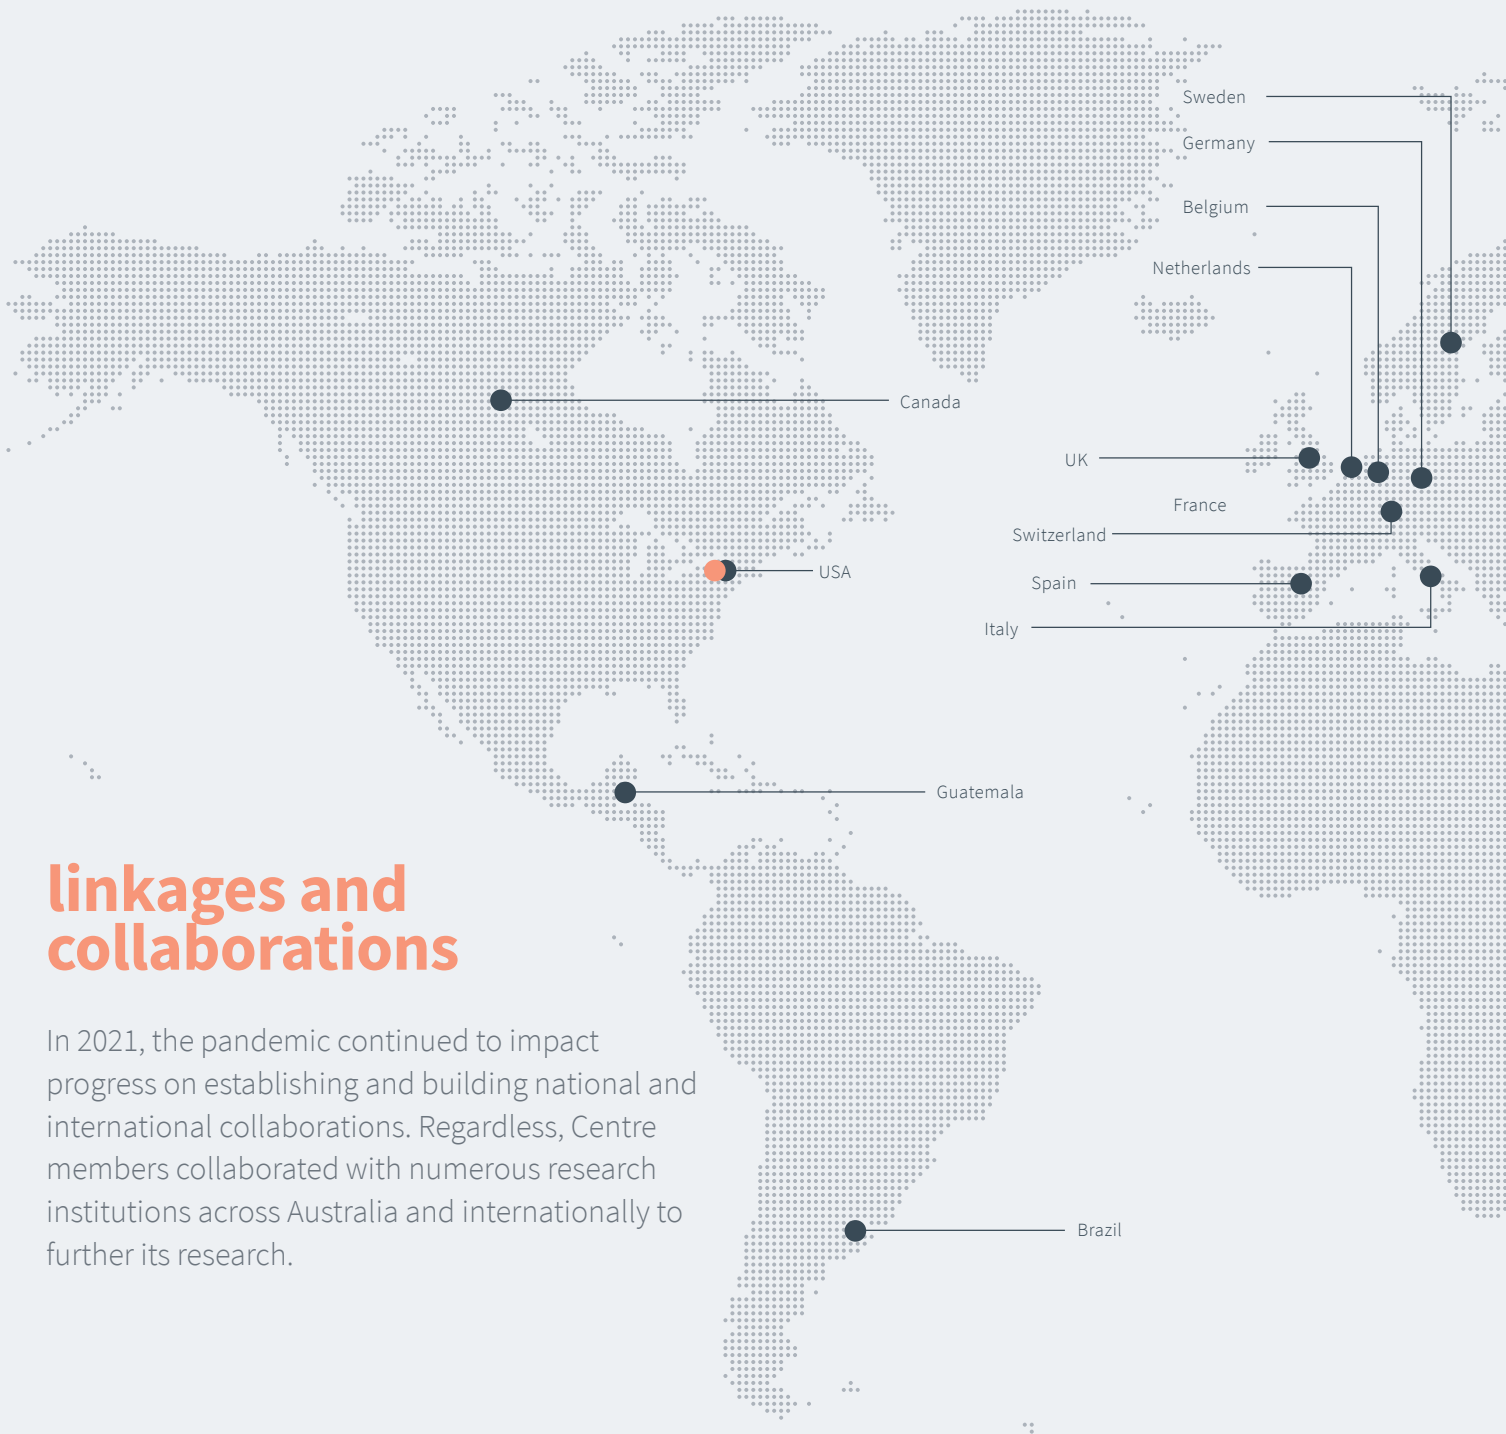 Sweden
Germany
Belgium
Netherlands
Canada
UK
France
Switzerland
USA
Spain
Italy
Guatemala
linkages and
collaborations
In 2021, the pandemic continued to impact
progress on establishing and building national and
international collaborations. Regardless, Centre
members collaborated with numerous research
institutions across Australia and internationally to
further its research.
Brazil